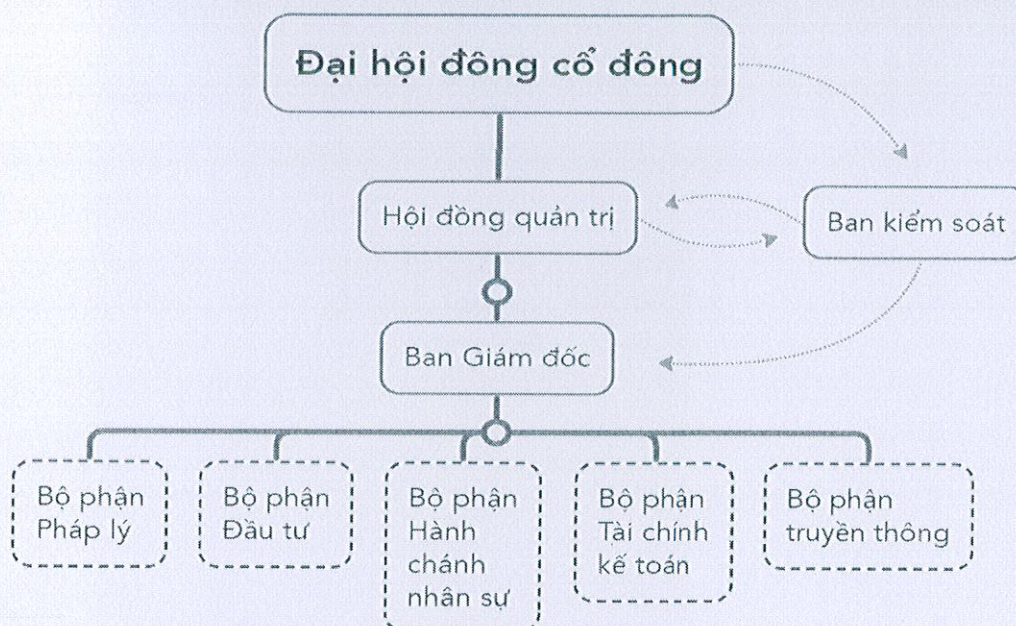 Đại hội đông cổ đông
Hội đồng quản trị
Ban kiểm soát
Ban Giám đốc
Bộ phận
Pháp lý
Bộ phận
Đầu tư
Bộ phận
Hành
chánh
nhân sự
Bộ phận
Tài chính
kế toán
Bộ phận
truyền thông